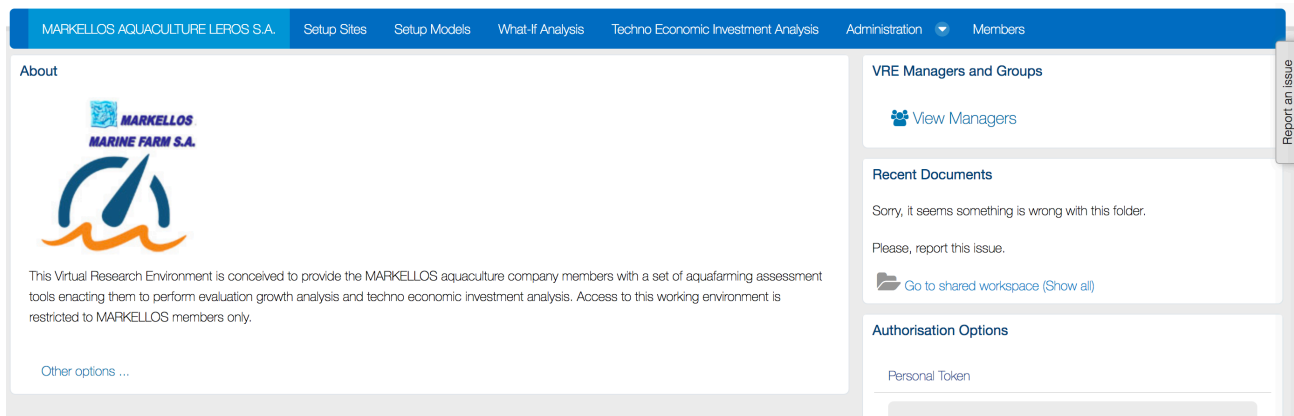 MARKELLOS AQUACULTURE LEROS S.A. Setup Sites Setup Models What-If Analysis Techno Economic Investment Analysis Administration Members
Report an issue
About
MARKELLOS
MARINE FARM S.A.
This Virtual Research Environment is conceived to provide the MARKELLOS aquaculture company members with a set of aquafarming assessment
tools enacting them to perform evaluation growth analysis and techno economic investment analysis. Access to this working environment is
restricted to MARKELLOS members only.
Other options ...
VRE Managers and Groups
View Managers
Recent Documents
Sorry, it seems something is wrong with this folder.
Please, report this issue.
Go to shared workspace (Show all)
Authorisation Options
Personal Token